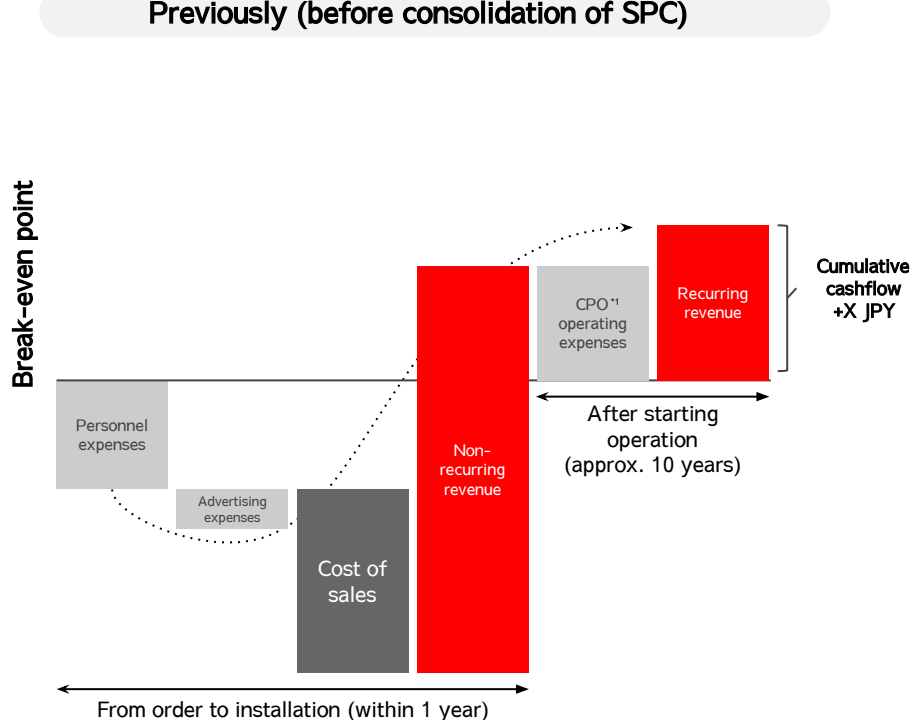 Previously (before consolidation of SPC)
Break-even point
Cumulative
cashflow
+X JPY
Recurring
revenue
CPO*1
operating
expenses
After starting
operation
(approx. 10 years)
Personnel
expenses
Non-
recurring
revenue
Advertising
expenses
Cost of
sales
From order to installation (within 1 year)